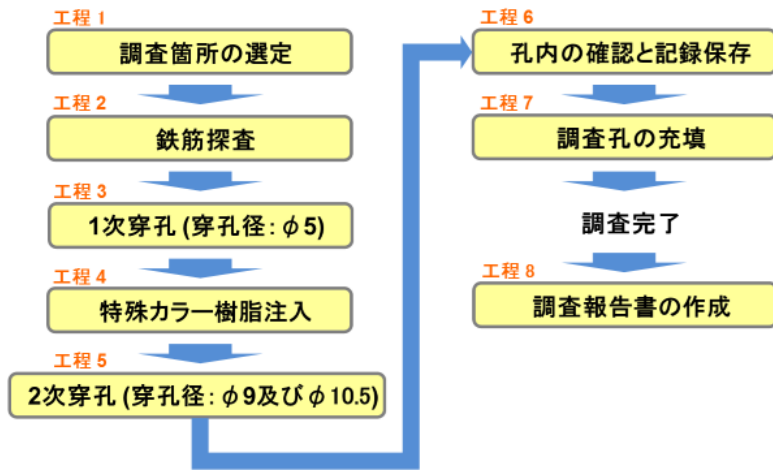 工程 1
調査箇所の選定
工程 2
鉄筋探査
工程 3
1次穿孔 (穿孔径：φ5)
工程 4
特殊カラー樹脂注入
工程 5
2次穿孔 (穿孔径：φ9及びφ10.5)
工程 6
孔内の確認と記録保存
工程 7
調査孔の充填
調査完了
工程 8
調査報告書の作成